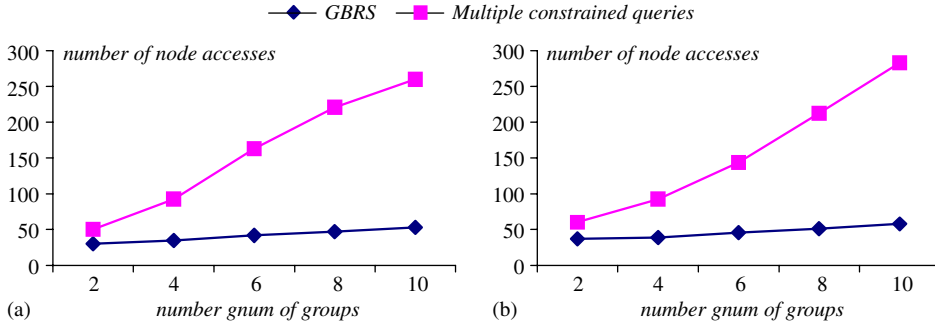 GBRS Multiple constrained queries
number of node accesses
300
250
200
150
100
50
0
2 4 6 8 10
(a) number gnum of groups
number of node accesses
300
250
200
150
100
50
0
2 4 6 8 10
(b) number gnum of groups